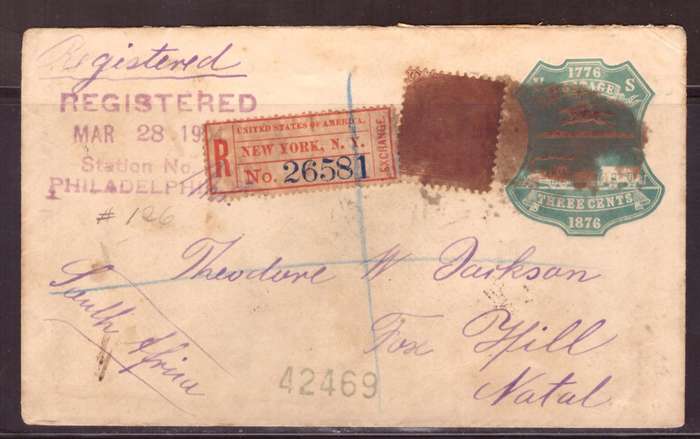 Registered
REGISTERED
MAR 28 19
Station No.
PHILADELPHIA
# 126
R
UNITED STATES OF AMERICA.
NEW YORK, N. Y.
No. 26581
EXCHANGE
1776
U S
POSTAGE
THREE CENTS
1876
Theodore W Jackson
Fox Hill
Natal
South Africa
42469